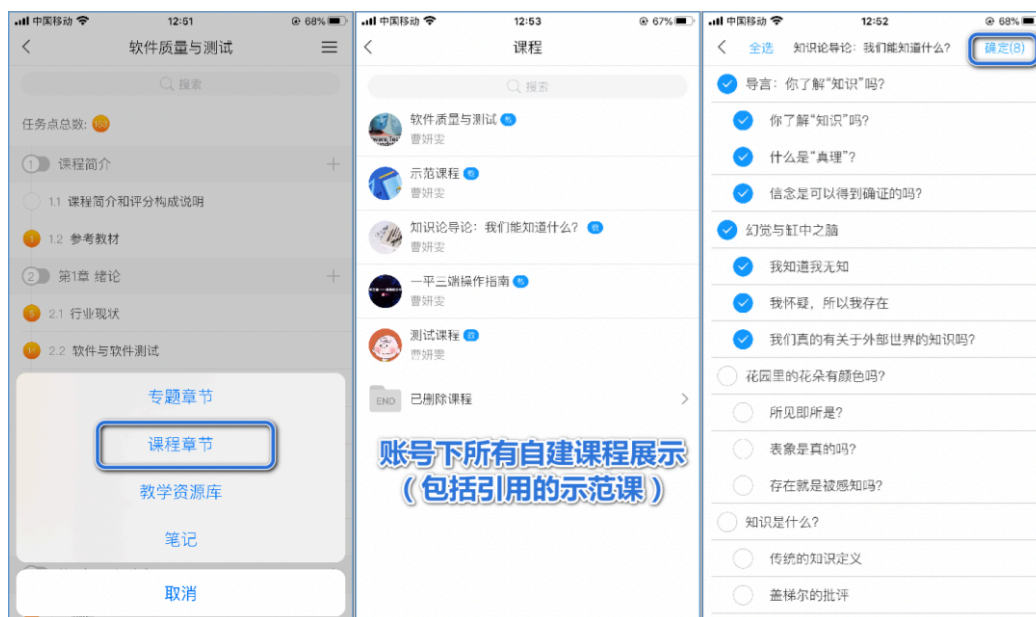 中国移动
12:51
68%
软件质量与测试
搜索
任务点总数:
1 课程简介
1.1 课程简介和评分构成说明
1.2 参考教材
2 第1章 绪论
2.1 行业现状
2.2 软件与软件测试
专题章节
课程章节
教学资源库
笔记
取消
中国移动
12:53
67%
课程
搜索
软件质量与测试 教
曹妍雯
示范课程 教
曹妍雯
知识论导论：我们能知道什么？ 教
曹妍雯
一平三端操作指南 教
曹妍雯
测试课程 教
曹妍雯
END 已删除课程
账号下所有自建课程展示
（包括引用的示范课）
中国移动
12:52
68%
全选 知识论导论：我们能知道什么？ 确定(8)
导言：你了解“知识”吗?
你了解“知识”吗?
什么是“真理”?
信念是可以得到确证的吗?
幻觉与缸中之脑
我知道我无知
我怀疑，所以我存在
我们真的有关于外部世界的知识吗?
花园里的花朵有颜色吗?
所见即所是?
表象是真的吗?
存在就是被感知吗?
知识是什么?
传统的知识定义
盖梯尔的批评